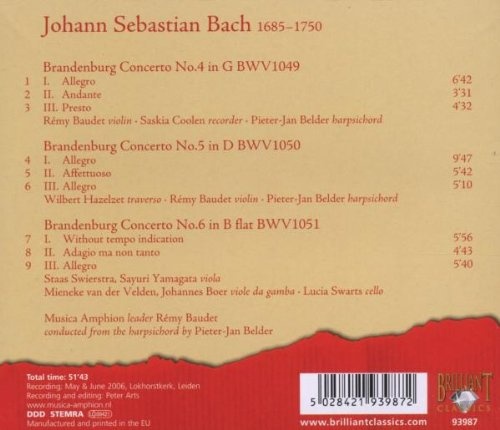 Johann Sebastian Bach 1685–1750
Brandenburg Concerto No.4 in G BWV1049
1 I. Allegro 6'42
2 II. Andante 3'31
3 III. Presto 4'32
Rémy Baudet violin · Saskia Coolen recorder · Pieter-Jan Belder harpsichord
Brandenburg Concerto No.5 in D BWV1050
4 I. Allegro 9'47
5 II. Affettuoso 5'42
6 III. Allegro 5'10
Wilbert Hazelzet traverso · Rémy Baudet violin · Pieter-Jan Belder harpsichord
Brandenburg Concerto No.6 in B flat BWV1051
7 I. Without tempo indication 5'56
8 II. Adagio ma non tanto 4'43
9 III. Allegro 5'40
Staas Swierstra, Sayuri Yamagata viola
Mieneke van der Velden, Johannes Boer viole da gamba · Lucia Swarts cello
Musica Amphion leader Rémy Baudet
conducted from the harpsichord by Pieter-Jan Belder
Total time: 51'43
Recording: May & June 2006, Lokhorstkerk, Leiden
Recording and editing: Peter Arts
www.musica-amphion.nl
DDD STEMRA
Manufactured and printed in the EU
5 028421 939872
www.brilliantclassics.com
BRILLIANT
CLASSICS
93987